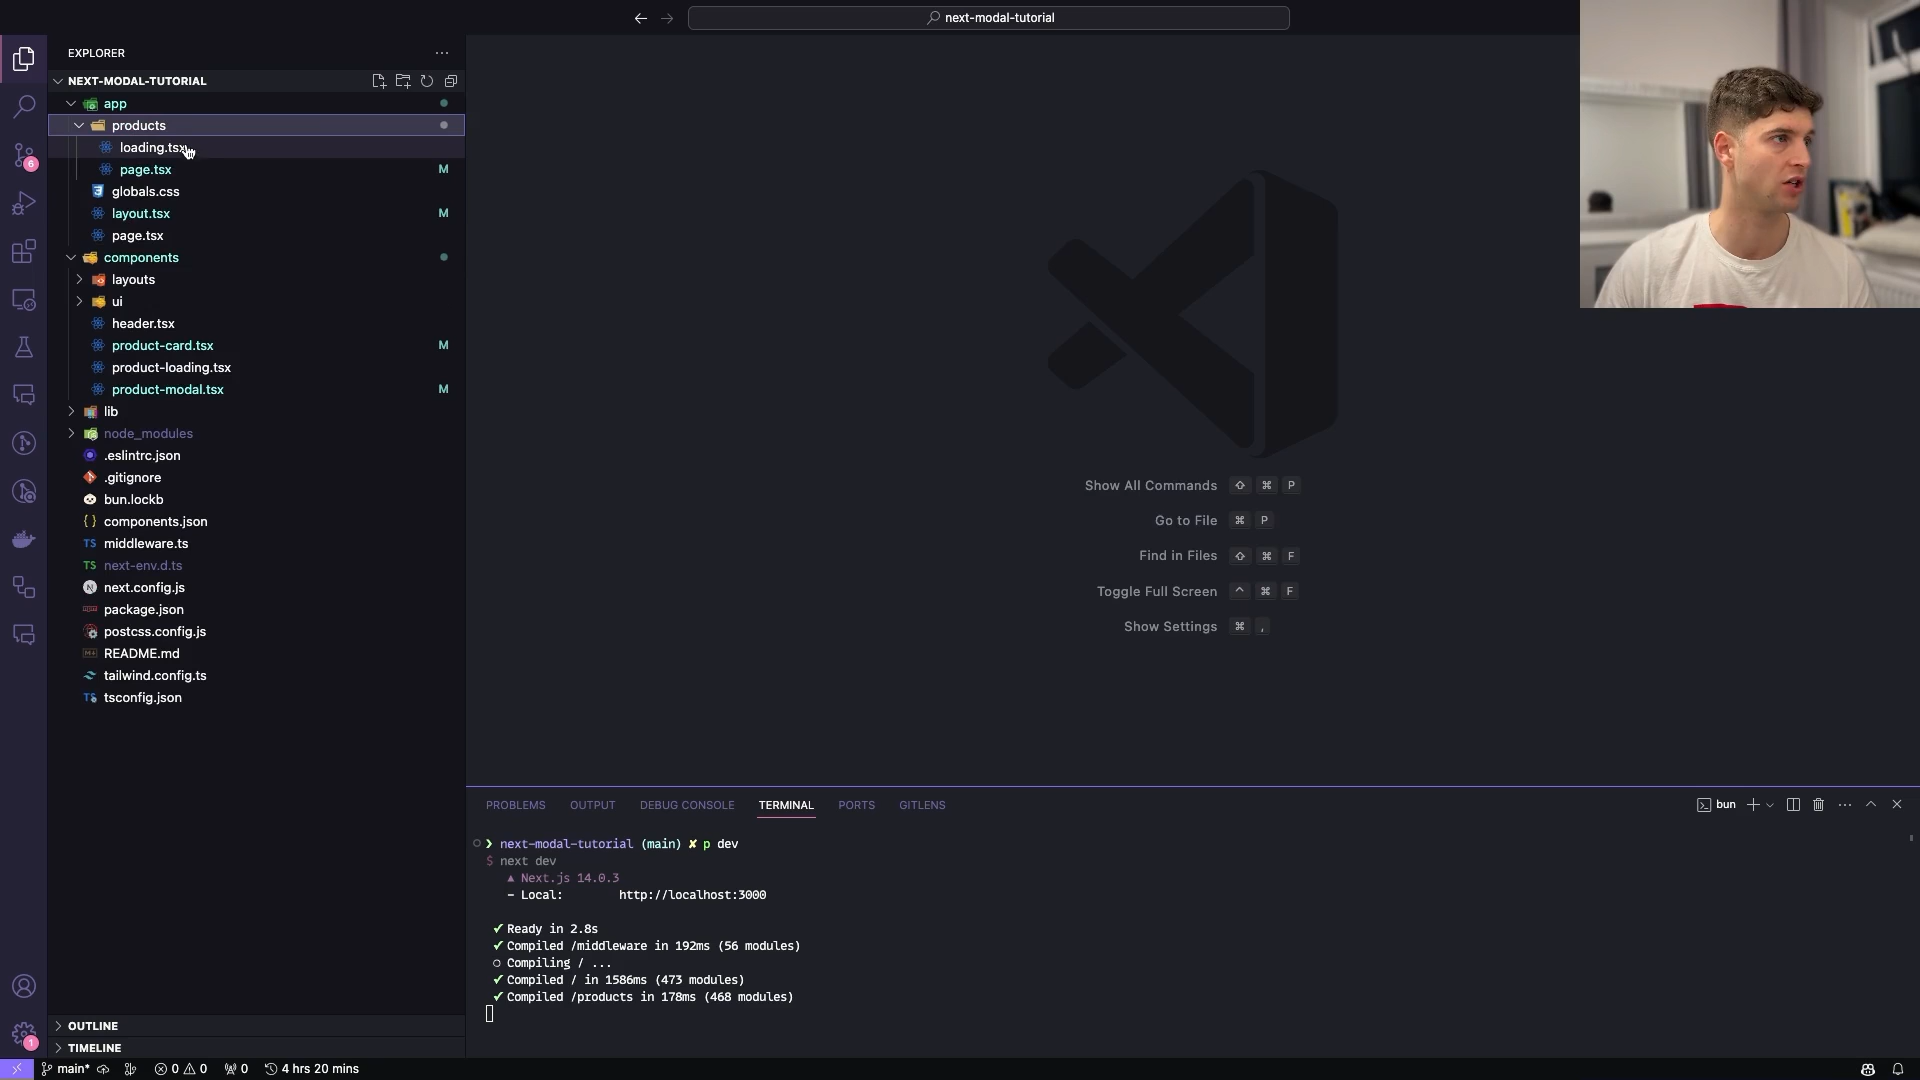 next-modal-tutorial
EXPLORER
NEXT-MODAL-TUTORIAL
app
products
loading.tsx
page.tsx M
globals.css
layout.tsx M
page.tsx
components
layouts
ui
header.tsx
product-card.tsx M
product-loading.tsx
product-modal.tsx M
lib
node_modules
.eslintrc.json
.gitignore
bun.lockb
{ } components.json
TS middleware.ts
TS next-env.d.ts
N next.config.js
package.json
postcss.config.js
README.md
tailwind.config.ts
TS tsconfig.json
OUTLINE
TIMELINE
6
1
Show All Commands ⇧ ⌘ P
Go to File ⌘ P
Find in Files ⇧ ⌘ F
Toggle Full Screen ^ ⌘ F
Show Settings ⌘ ,
PROBLEMS OUTPUT DEBUG CONSOLE TERMINAL PORTS GITLENS
bun
❯ next-modal-tutorial (main) ✘ p dev
$ next dev
▲ Next.js 14.0.3
- Local: http://localhost:3000
✓ Ready in 2.8s
✓ Compiled /middleware in 192ms (56 modules)
○ Compiling / ...
✓ Compiled / in 1586ms (473 modules)
✓ Compiled /products in 178ms (468 modules)
main* 0 0 0 4 hrs 20 mins